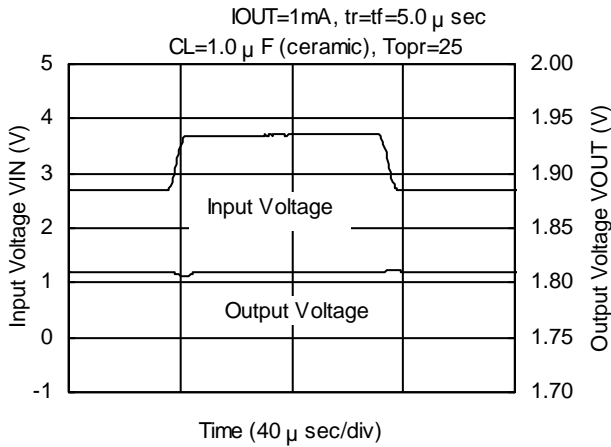 IOUT=1mA, tr=tf=5.0 μ sec
CL=1.0 μ F (ceramic), Topr=25
Input Voltage VIN (V)
5
4
3
2
1
0
-1
Input Voltage
Output Voltage
2.00
1.95
1.90
1.85
1.80
1.75
1.70
Output Voltage VOUT (V)
Time (40 μ sec/div)